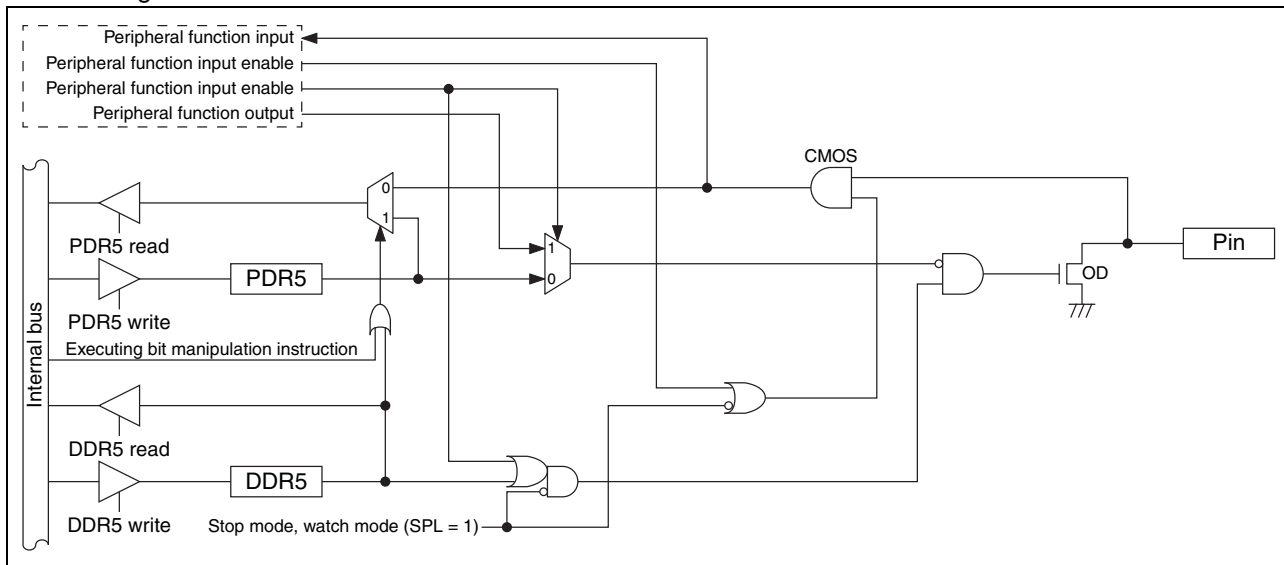 Peripheral function input
Peripheral function input enable
Peripheral function input enable
Peripheral function output
CMOS
0
1
PDR5 read
1
0
Pin
OD
PDR5
PDR5 write
Executing bit manipulation instruction
Internal bus
DDR5 read
DDR5
DDR5 write
Stop mode, watch mode (SPL = 1)